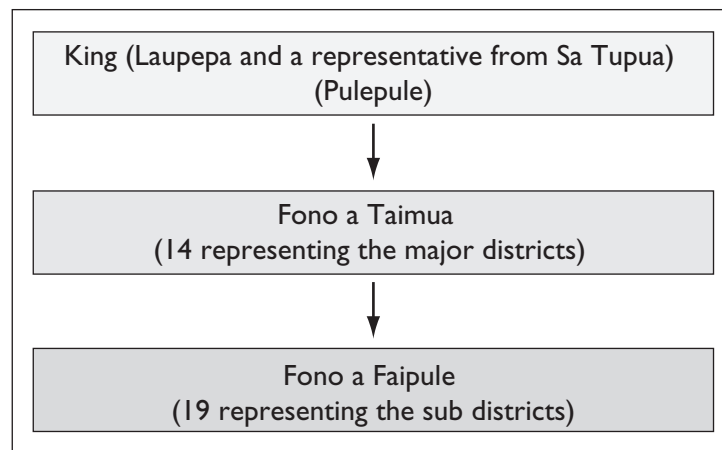 King (Laupepa and a representative from Sa Tupua)
(Pulepule)
Fono a Taimua
(14 representing the major districts)
Fono a Faipule
(19 representing the sub districts)